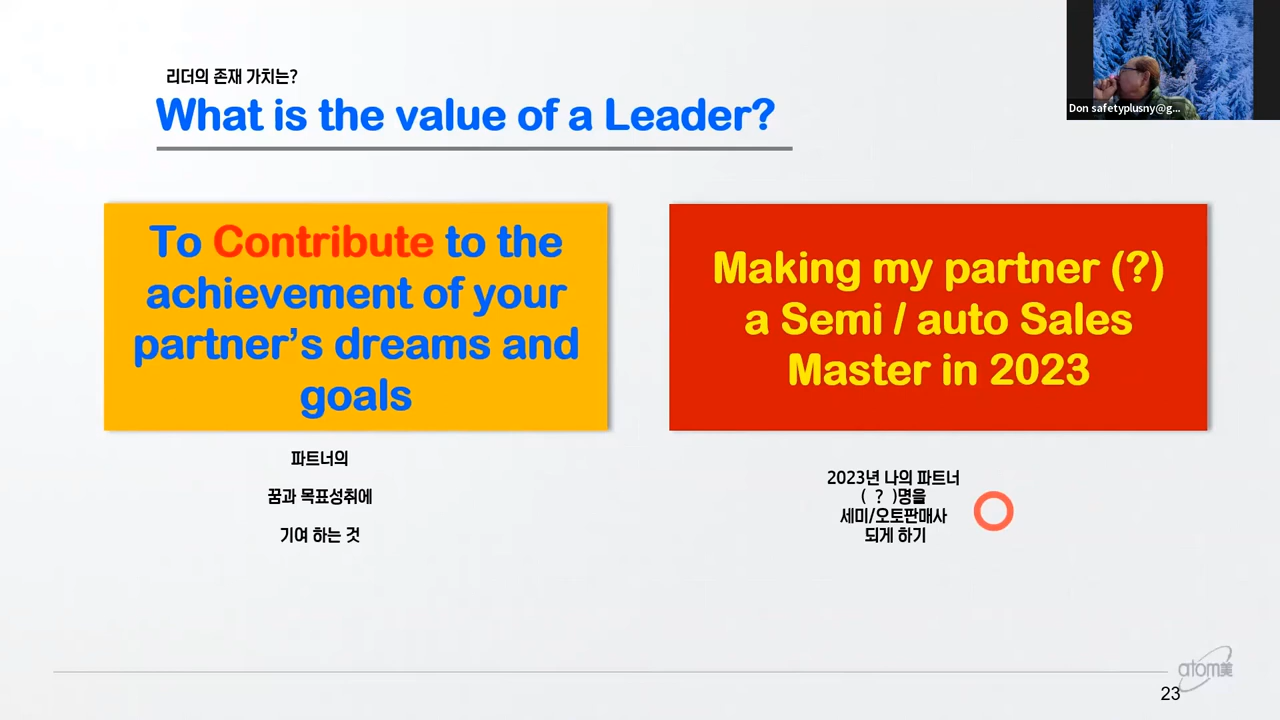 리더의 존재 가치는?
What is the value of a Leader?
Don safetyplusny@g...
To Contribute to the
achievement of your
partner's dreams and
goals
파트너의
꿈과 목표성취에
기여 하는 것
Making my partner (?)
a Semi / auto Sales
Master in 2023
2023년 나의 파트너
( ? )명을
세미/오토판매사
되게 하기
atom美
23